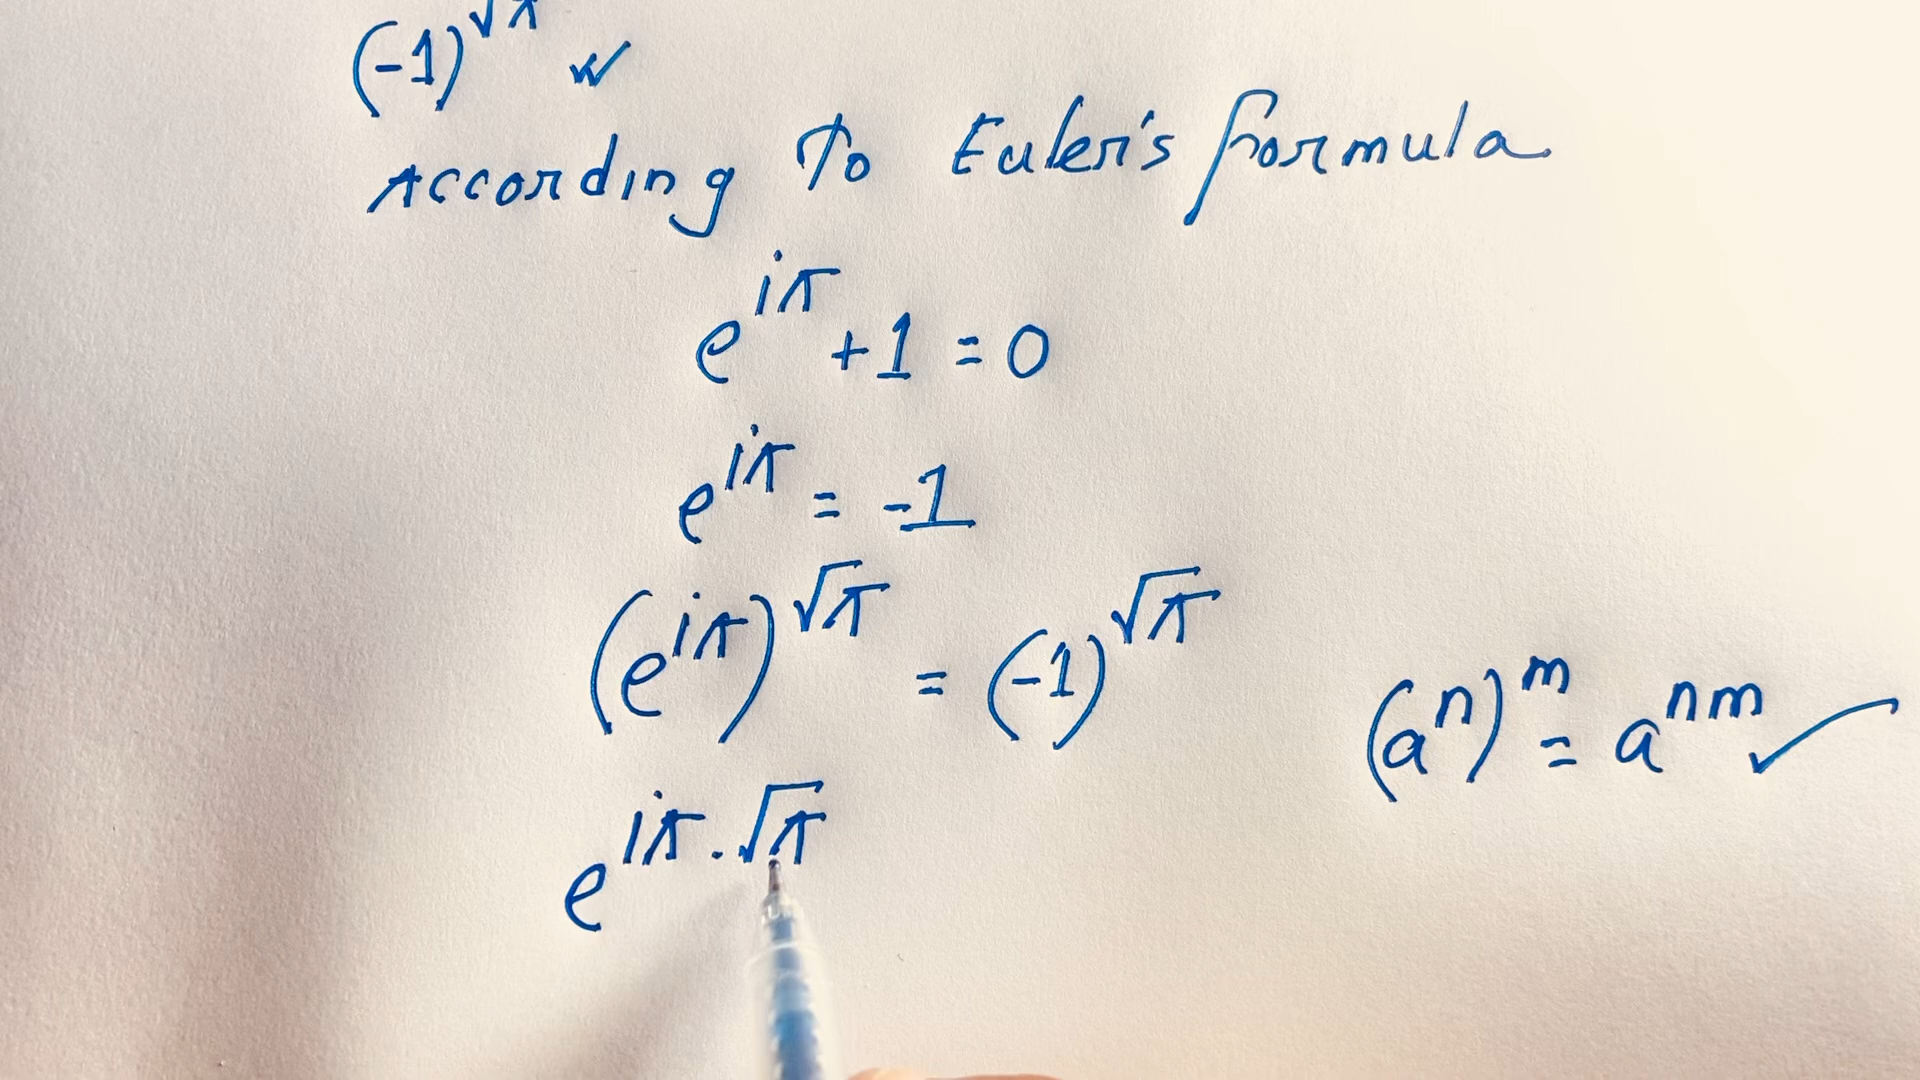 (-1)^√π
According To Euler's formula
e^iπ +1 = 0
e^iπ = -1
(e^iπ)^√π = (-1)^√π
(a^n)^m = a^nm
e^iπ.√π